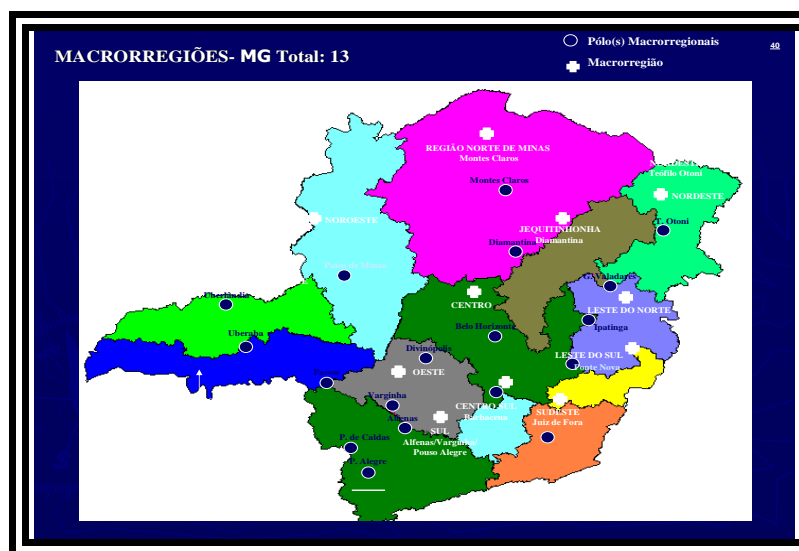 MACRORREGIÕES- MG Total: 13
Pólo(s) Macrorregionais
Macrorregião
40
REGIÃO NORTE DE MINAS
Montes Claros
Montes Claros
Teófilo Otoni
NORDESTE
NOROESTE
JEQUITINHONHA
Diamantina
Diamantina
T. Otoni
Patos de Minas
G. Valadares
Uberlândia
CENTRO
LESTE DO NORTE
Ipatinga
Belo Horizonte
Uberaba
Divinópolis
LESTE DO SUL
Ponte Nova
OESTE
Passos
Varginha
CENTRO SUL
Barbacena
SUDESTE
Juiz de Fora
Alfenas
SUL
Alfenas/Varginha/
Pouso Alegre
P. de Caldas
P. Alegre